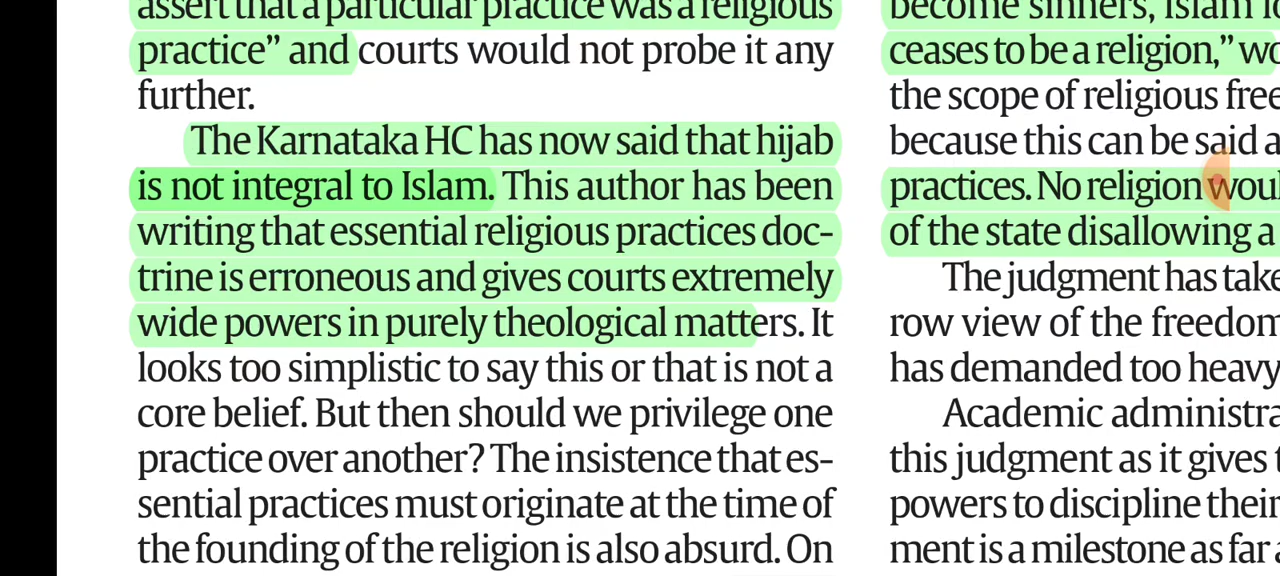 assert that a particular practice was a religious
practice” and courts would not probe it any
further.
The Karnataka HC has now said that hijab
is not integral to Islam. This author has been
writing that essential religious practices doc-
trine is erroneous and gives courts extremely
wide powers in purely theological matters. It
looks too simplistic to say this or that is not a
core belief. But then should we privilege one
practice over another? The insistence that es-
sential practices must originate at the time of
the founding of the religion is also absurd. On
become sinners, Islam
ceases to be a religion,”
the scope of religious
because this can be said
practices. No religion
of the state disallowing a
The judgment has
row view of the freedom
has demanded too heavy
Academic
this judgment as it gives
powers to discipline their
ment is a milestone as far